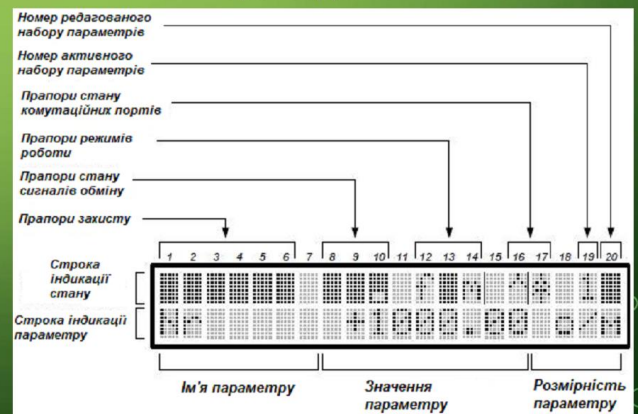 Номер редагованого
набору параметрів
Номер активного
набору параметрів
Прапори стану
комутаційних портів
Прапори режимів
роботи
Прапори стану
сигналів обміну
Прапори захисту
1 2 3 4 5 6 7 8 9 10 11 12 13 14 15 16 17 18 19 20
Строка
індикації
стану
f n ^ * 1
Строка індикації
параметру
Nr +1000.00 o/м
Ім'я параметру
Значення
параметру
Розмірність
параметру